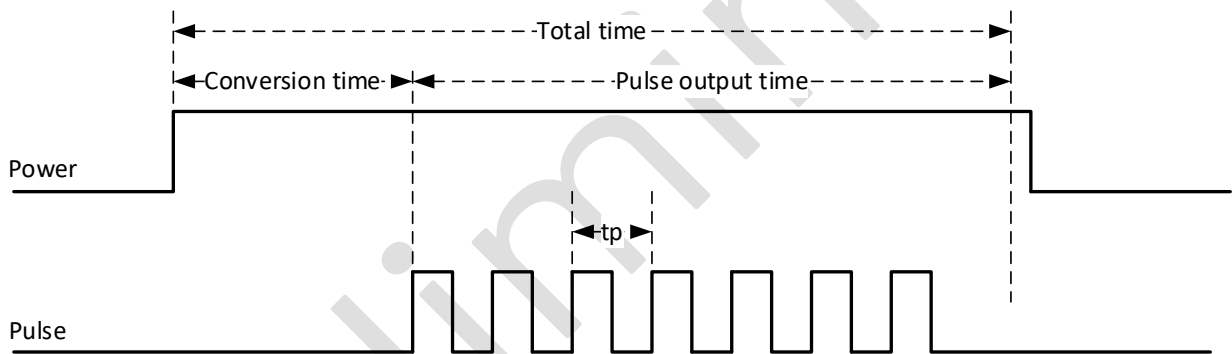 Total time
Conversion time
Pulse output time
Power
tp
Pulse